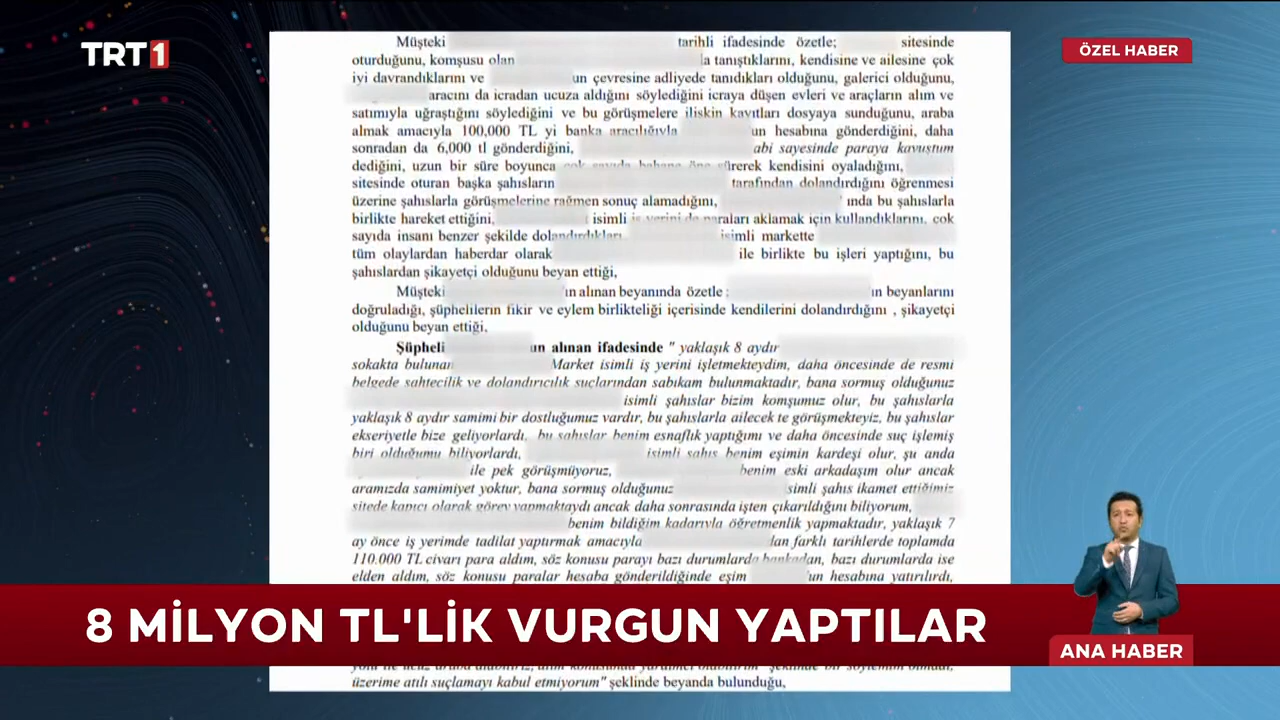 TRT1
ÖZEL HABER
Müşteki tarihli ifadesinde özetle; sitesinde
oturduğunu, komşusu olan la tanıştıklarını, kendisine ve ailesine çok
iyi davrandıklarını ve un çevresine adliyede tanıdıkları olduğunu, galerici olduğunu,
aracını da icradan ucuza aldığını söylediğini icraya düşen evleri ve araçların alım ve
satımıyla uğraştığını söylediğini ve bu görüşmelere ilişkin kayıtları dosyaya sunduğunu, araba
almak amacıyla 100,000 TL yi banka aracılığıyla un hesabına gönderdiğini, daha
sonradan da 6,000 tl gönderdiğini, abi sayesinde paraya kavuştum
dediğini, uzun bir süre boyunca çok sayıda bahane öne sürerek kendisini oyaladığını,
sitesinde oturan başka şahısların tarafından dolandırdığını öğrenmesi
üzerine şahıslarla görüşmelerine rağmen sonuç alamadığını, ' ında bu şahıslarla
birlikte hareket ettiğini, isimli iş yerini de paraları aklamak için kullandıklarını, çok
sayıda insanı benzer şekilde dolandırdıkları, isimli markette
tüm olaylardan haberdar olarak ile birlikte bu işleri yaptığını, bu
şahıslardan şikayetçi olduğunu beyan ettiği,
Müşteki ın alınan beyanında özetle ; ın beyanlarını
doğruladığı, şüphelilerin fikir ve eylem birlikteliği içerisinde kendilerini dolandırdığını , şikayetçi
olduğunu beyan ettiği,
Şüpheli un alınan ifadesinde " yaklaşık 8 aydır
sokakta bulunan Market isimli iş yerini işletmekteydim, daha öncesinde de resmi
belgede sahtecilik ve dolandırıcılık suçlarından sabıkam bulunmaktadır, bana sormuş olduğunuz
isimli şahıslar bizim komşumuz olur, bu şahıslarla
yaklaşık 8 aydır samimi bir dostluğumuz vardır, bu şahıslarla ailecek te görüşmekteyiz, bu şahıslar
ekseriyetle bize geliyorlardı, bu şahıslar benim esnaflık yaptığımı ve daha öncesinde suç işlemiş
biri olduğumu biliyorlardı, isimli şahıs benim eşimin kardeşi olur, şu anda
ile pek görüşmüyoruz, benim eski arkadaşım olur ancak
aramızda samimiyet yoktur, bana sormuş olduğunuz simli şahıs ikamet ettiğimiz
sitede kapıcı olarak görev yapmaktaydı ancak daha sonrasında işten çıkarıldığını biliyorum,
benim bildiğim kadarıyla öğretmenlik yapmaktadır, yaklaşık 7
ay önce iş yerimde tadilat yaptırmak amacıyla dan farklı tarihlerde toplamda
110.000 TL civarı para aldım, söz konusu parayı bazı durumlarda bankadan, bazı durumlarda ise
elden aldım, söz konusu paralar hesaba gönderildiğinde eşim un hesabına yatırılırdı,
8 MİLYON TL'LİK VURGUN YAPTILAR
ANA HABER
üzerime atılı suçlamayı kabul etmiyorum" şeklinde beyanda bulunduğu,